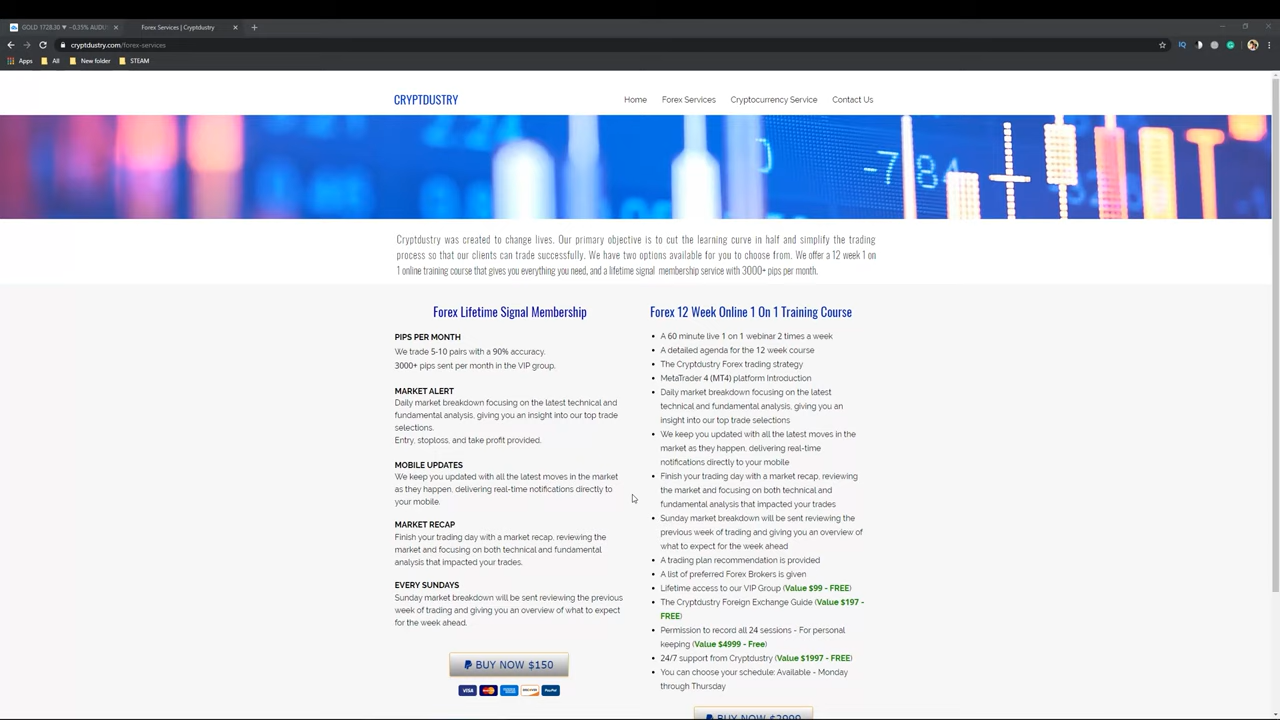 GOLD 1728.30 ▼ −0.35% AUDU
Forex Services | Cryptdustry
cryptdustry.com/forex-services
Apps All New folder STEAM
CRYPTDUSTRY
Home Forex Services Cryptocurrency Service Contact Us
-7.84
Cryptdustry was created to change lives. Our primary objective is to cut the learning curve in half and simplify the trading
process so that our clients can trade successfully. We have two options available for you to choose from. We offer a 12 week 1 on
1 online training course that gives you everything you need, and a lifetime signal membership service with 3000+ pips per month.
Forex Lifetime Signal Membership
PIPS PER MONTH
We trade 5-10 pairs with a 90% accuracy.
3000+ pips sent per month in the VIP group.
MARKET ALERT
Daily market breakdown focusing on the latest technical and
fundamental analysis, giving you an insight into our top trade
selections.
Entry, stoploss, and take profit provided.
MOBILE UPDATES
We keep you updated with all the latest moves in the market
as they happen, delivering real-time notifications directly to
your mobile.
MARKET RECAP
Finish your trading day with a market recap, reviewing the
market and focusing on both technical and fundamental
analysis that impacted your trades.
EVERY SUNDAYS
Sunday market breakdown will be sent reviewing the previous
week of trading and giving you an overview of what to expect
for the week ahead.
BUY NOW $150
VISA MasterCard DISCOVER PayPal
Forex 12 Week Online 1 On 1 Training Course
• A 60 minute live 1 on 1 webinar 2 times a week
• A detailed agenda for the 12 week course
• The Cryptdustry Forex trading strategy
• MetaTrader 4 (MT4) platform Introduction
• Daily market breakdown focusing on the latest
technical and fundamental analysis, giving you an
insight into our top trade selections
• We keep you updated with all the latest moves in the
market as they happen, delivering real-time
notifications directly to your mobile
• Finish your trading day with a market recap, reviewing
the market and focusing on both technical and
fundamental analysis that impacted your trades
• Sunday market breakdown will be sent reviewing the
previous week of trading and giving you an overview of
what to expect for the week ahead
• A trading plan recommendation is provided
• A list of preferred Forex Brokers is given
• Lifetime access to our VIP Group (Value $99 - FREE)
• The Cryptdustry Foreign Exchange Guide (Value $197 -
FREE)
• Permission to record all 24 sessions - For personal
keeping (Value $4999 - Free)
• 24/7 support from Cryptdustry (Value $1997 - FREE)
• You can choose your schedule: Available - Monday
through Thursday
BUY NOW $2999